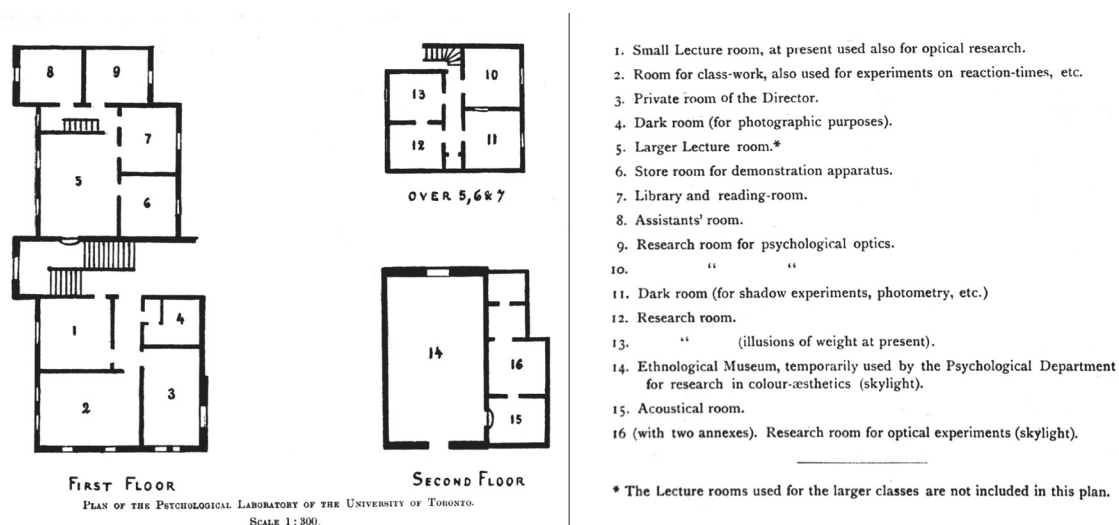 8 9
7
5
6
1
4
2
3
FIRST FLOOR
10
13
12 11
OVER 5,6&7
14
16
15
SECOND FLOOR
PLAN OF THE PSYCHOLOGICAL LABORATORY OF THE UNIVERSITY OF TORONTO.
SCALE 1 : 300.
1. Small Lecture room, at present used also for optical research.
2. Room for class-work, also used for experiments on reaction-times, etc.
3. Private room of the Director.
4. Dark room (for photographic purposes).
5. Larger Lecture room.*
6. Store room for demonstration apparatus.
7. Library and reading-room.
8. Assistants' room.
9. Research room for psychological optics.
10. “ “
11. Dark room (for shadow experiments, photometry, etc.)
12. Research room.
13. “ (illusions of weight at present).
14. Ethnological Museum, temporarily used by the Psychological Department
for research in colour-æsthetics (skylight).
15. Acoustical room.
16 (with two annexes). Research room for optical experiments (skylight).
* The Lecture rooms used for the larger classes are not included in this plan.